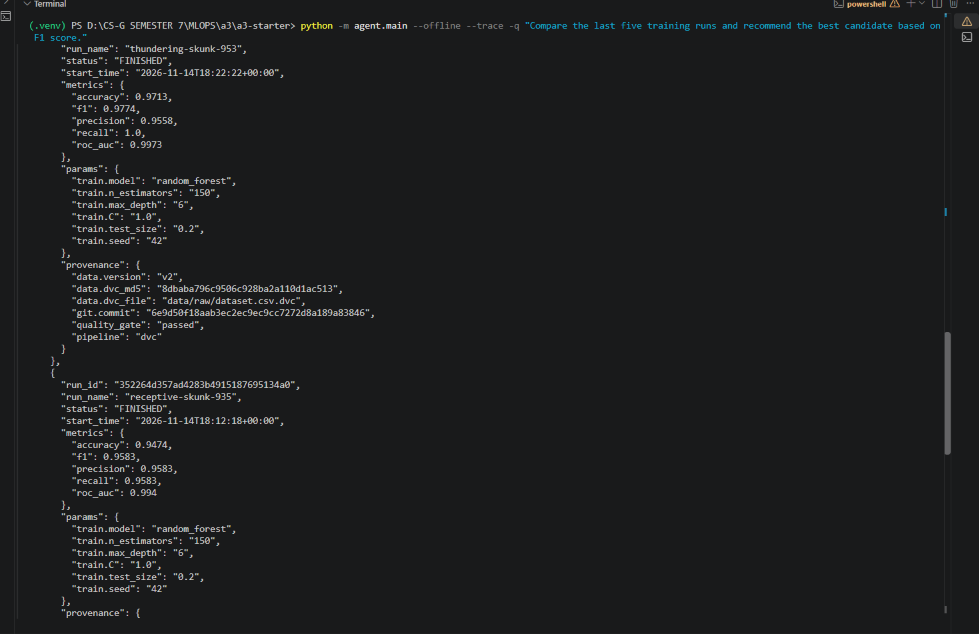 Terminal
powershell
(.venv) PS D:\CS-G SEMESTER 7\MLOPS\a3\a3-starter> python -m agent.main --offline --trace -q "Compare the last five training runs and recommend the best candidate based on
F1 score."
"run_name": "thundering-skunk-953",
"status": "FINISHED",
"start_time": "2026-11-14T18:22:22+00:00",
"metrics": {
"accuracy": 0.9713,
"f1": 0.9774,
"precision": 0.9558,
"recall": 1.0,
"roc_auc": 0.9973
},
"params": {
"train.model": "random_forest",
"train.n_estimators": "150",
"train.max_depth": "6",
"train.C": "1.0",
"train.test_size": "0.2",
"train.seed": "42"
},
"provenance": {
"data.version": "v2",
"data.dvc_md5": "8dbaba796c9506c928ba2a110d1ac513",
"data.dvc_file": "data/raw/dataset.csv.dvc",
"git.commit": "6e9d50f18aab3ec2ec9ec9cc7272d8a189a83846",
"quality_gate": "passed",
"pipeline": "dvc"
}
},
{
"run_id": "352264d357ad4283b4915187695134a0",
"run_name": "receptive-skunk-935",
"status": "FINISHED",
"start_time": "2026-11-14T18:12:18+00:00",
"metrics": {
"accuracy": 0.9474,
"f1": 0.9583,
"precision": 0.9583,
"recall": 0.9583,
"roc_auc": 0.994
},
"params": {
"train.model": "random_forest",
"train.n_estimators": "150",
"train.max_depth": "6",
"train.C": "1.0",
"train.test_size": "0.2",
"train.seed": "42"
},
"provenance": {